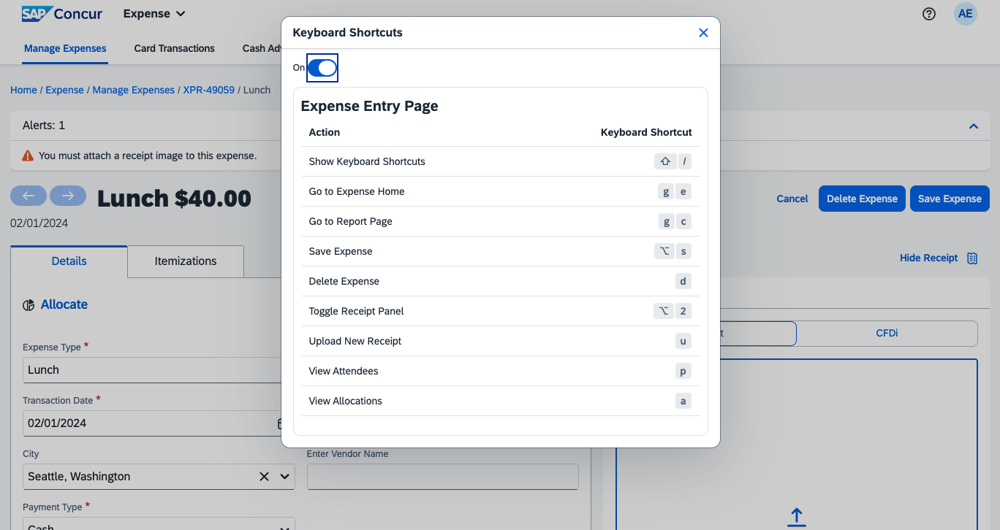 SAP Concur Expense
AE
Manage Expenses Card Transactions Cash Adv
Home / Expense / Manage Expenses / XPR-49059 / Lunch
Alerts: 1
You must attach a receipt image to this expense.
Lunch $40.00
02/01/2024
Cancel Delete Expense Save Expense
Details Itemizations
Hide Receipt
Allocate
Expense Type *
Lunch
Transaction Date *
02/01/2024
City
Seattle, Washington
Enter Vendor Name
Payment Type *
Cash
CFDi
Keyboard Shortcuts
On
Expense Entry Page
Action Keyboard Shortcut
Show Keyboard Shortcuts ⇧ /
Go to Expense Home g e
Go to Report Page g c
Save Expense ⌥ s
Delete Expense d
Toggle Receipt Panel ⌥ 2
Upload New Receipt u
View Attendees p
View Allocations a